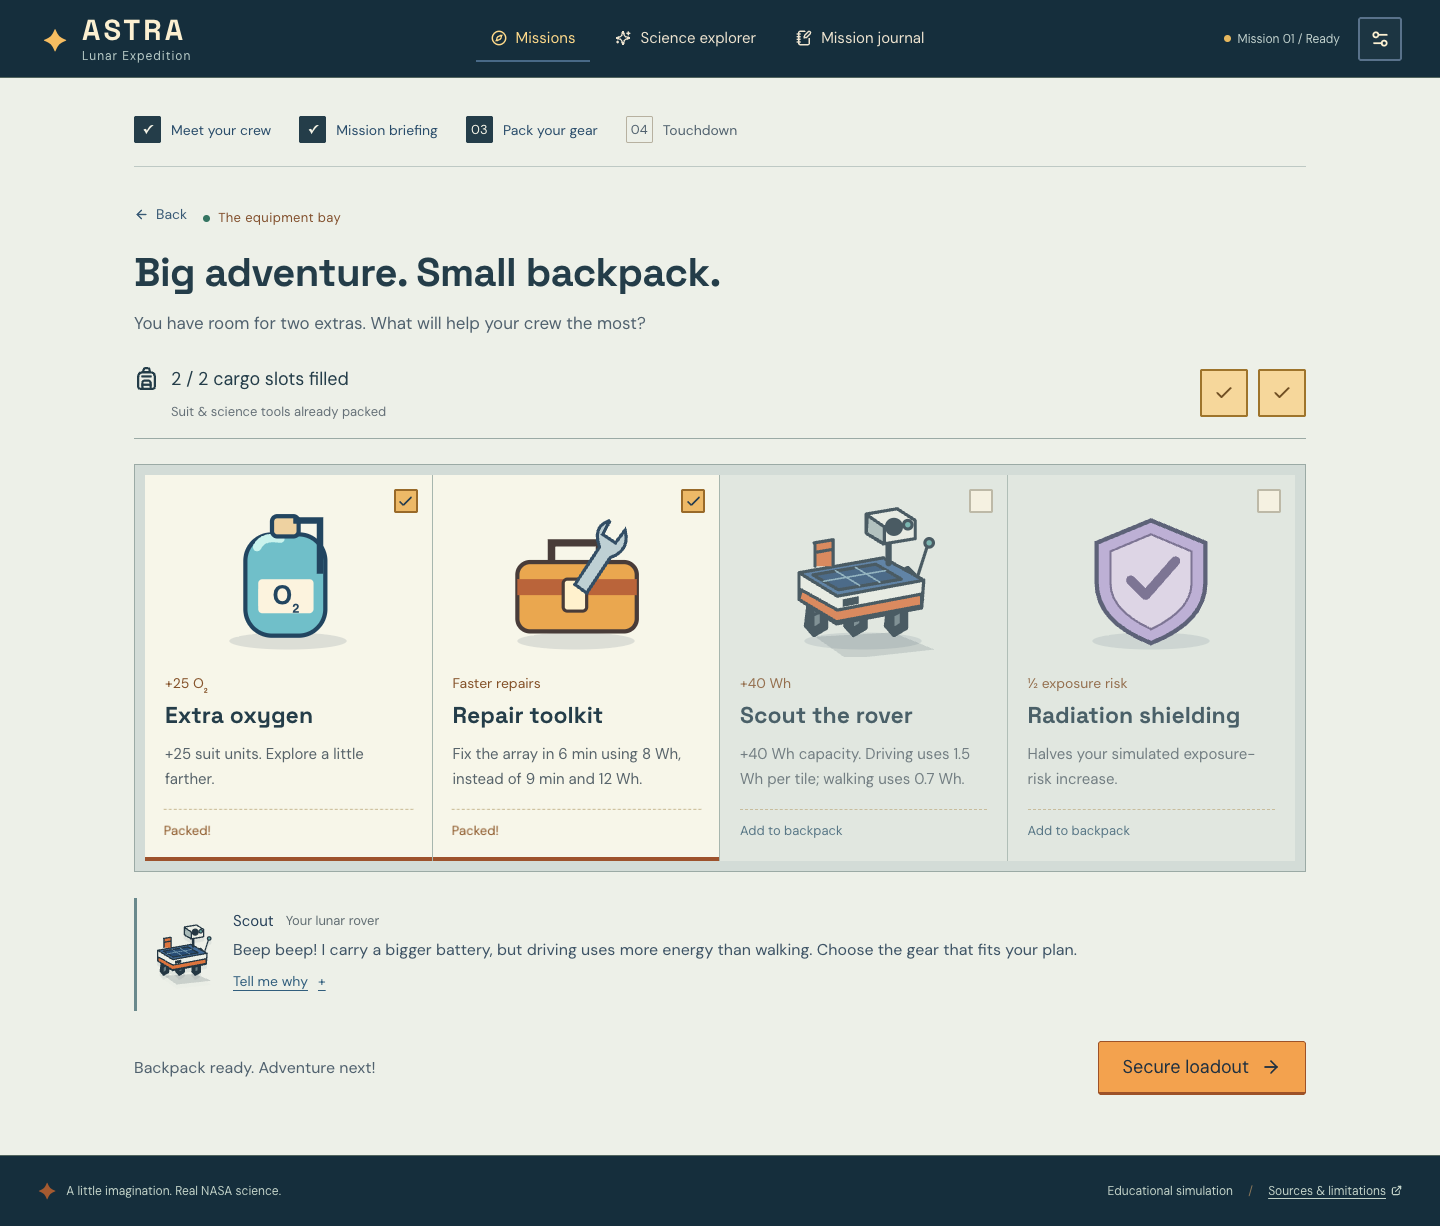 ASTRA
Lunar Expedition
Missions
Science explorer
Mission journal
Mission 01 / Ready
Meet your crew
Mission briefing
03 Pack your gear
04 Touchdown
Back
The equipment bay
Big adventure. Small backpack.
You have room for two extras. What will help your crew the most?
2 / 2 cargo slots filled
Suit & science tools already packed
O₂
+25 O₂
Extra oxygen
+25 suit units. Explore a little
farther.
Packed!
Faster repairs
Repair toolkit
Fix the array in 6 min using 8 Wh,
instead of 9 min and 12 Wh.
Packed!
+40 Wh
Scout the rover
+40 Wh capacity. Driving uses 1.5
Wh per tile; walking uses 0.7 Wh.
Add to backpack
½ exposure risk
Radiation shielding
Halves your simulated exposure-
risk increase.
Add to backpack
Scout Your lunar rover
Beep beep! I carry a bigger battery, but driving uses more energy than walking. Choose the gear that fits your plan.
Tell me why +
Backpack ready. Adventure next!
Secure loadout
A little imagination. Real NASA science.
Educational simulation / Sources & limitations